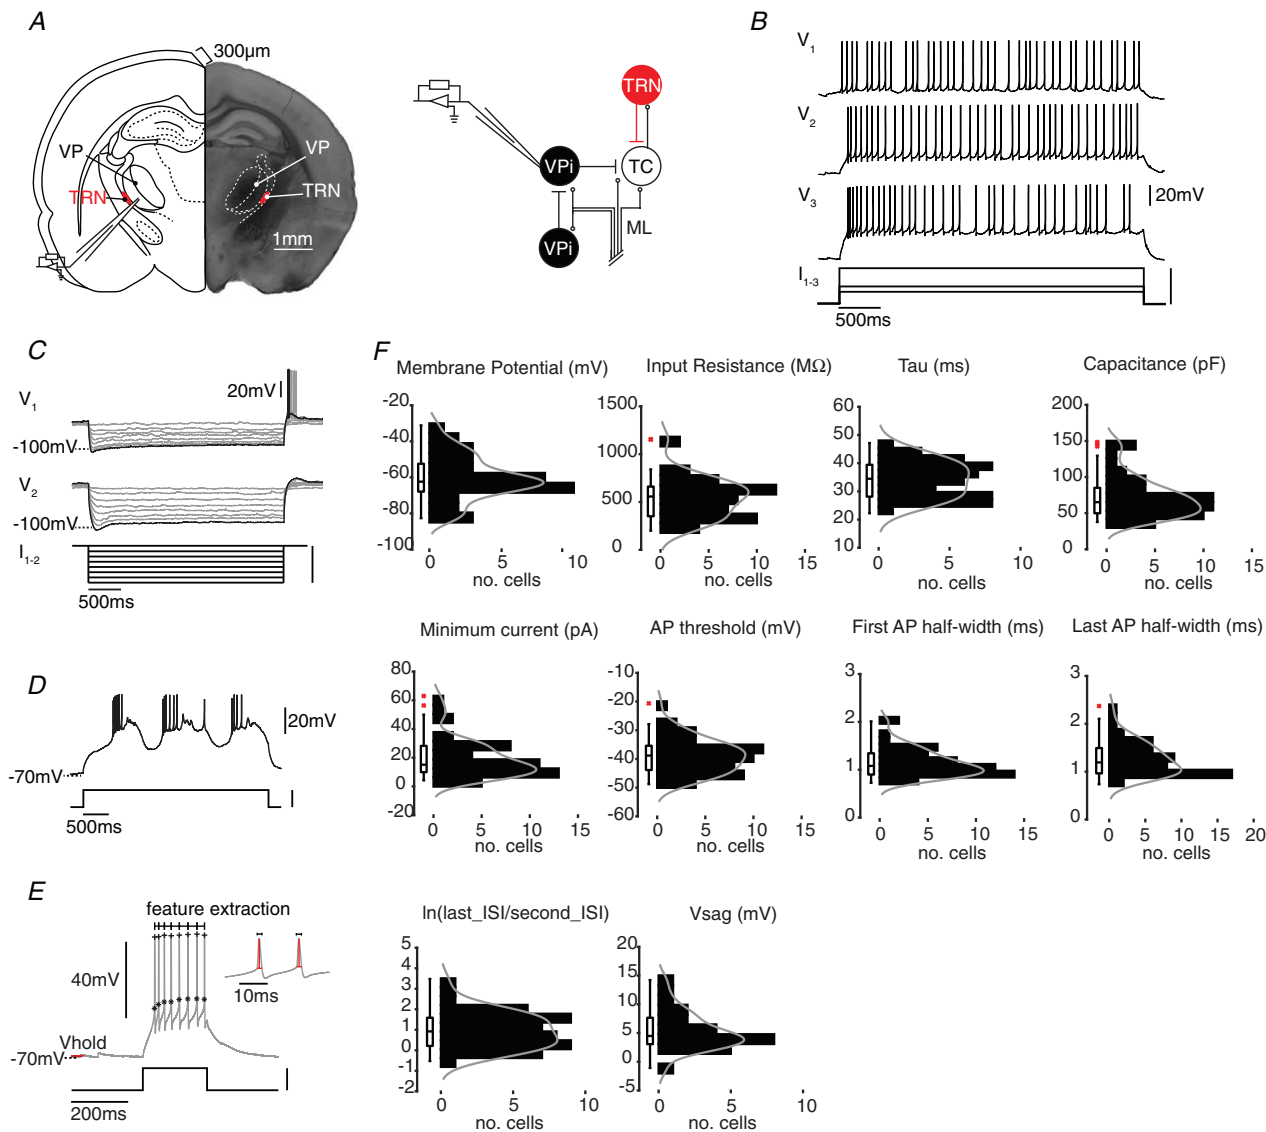 A
300µm
VP
VP
TRN
TRN
1mm
TRN
VPi
TC
VPi
ML
B
V1
V2
V3
20mV
I1-3
500ms
C
V1
20mV
-100mV
V2
-100mV
I1-2
500ms
D
20mV
-70mV
500ms
E
feature extraction
40mV
10ms
Vhold
-70mV
200ms
F
Membrane Potential (mV)
-20
-40
-60
-80
-100
0 5 10
no. cells
Input Resistance (MΩ)
1500
1000
500
0
0 5 10 15
no. cells
Tau (ms)
60
50
40
30
20
10
0 5 10
no. cells
Capacitance (pF)
200
150
100
50
0
0 5 10 15
no. cells
Minimum current (pA)
80
60
40
20
0
-20
0 5 10 15
no. cells
AP threshold (mV)
-10
-20
-30
-40
-50
-60
0 5 10 15
no. cells
First AP half-width (ms)
3
2
1
0
0 5 10 15
no. cells
Last AP half-width (ms)
3
2
1
0
0 5 10 15 20
no. cells
ln(last_ISI/second_ISI)
5
4
3
2
1
0
-1
-2
0 5 10
no. cells
Vsag (mV)
20
15
10
5
0
-5
0 5 10
no. cells